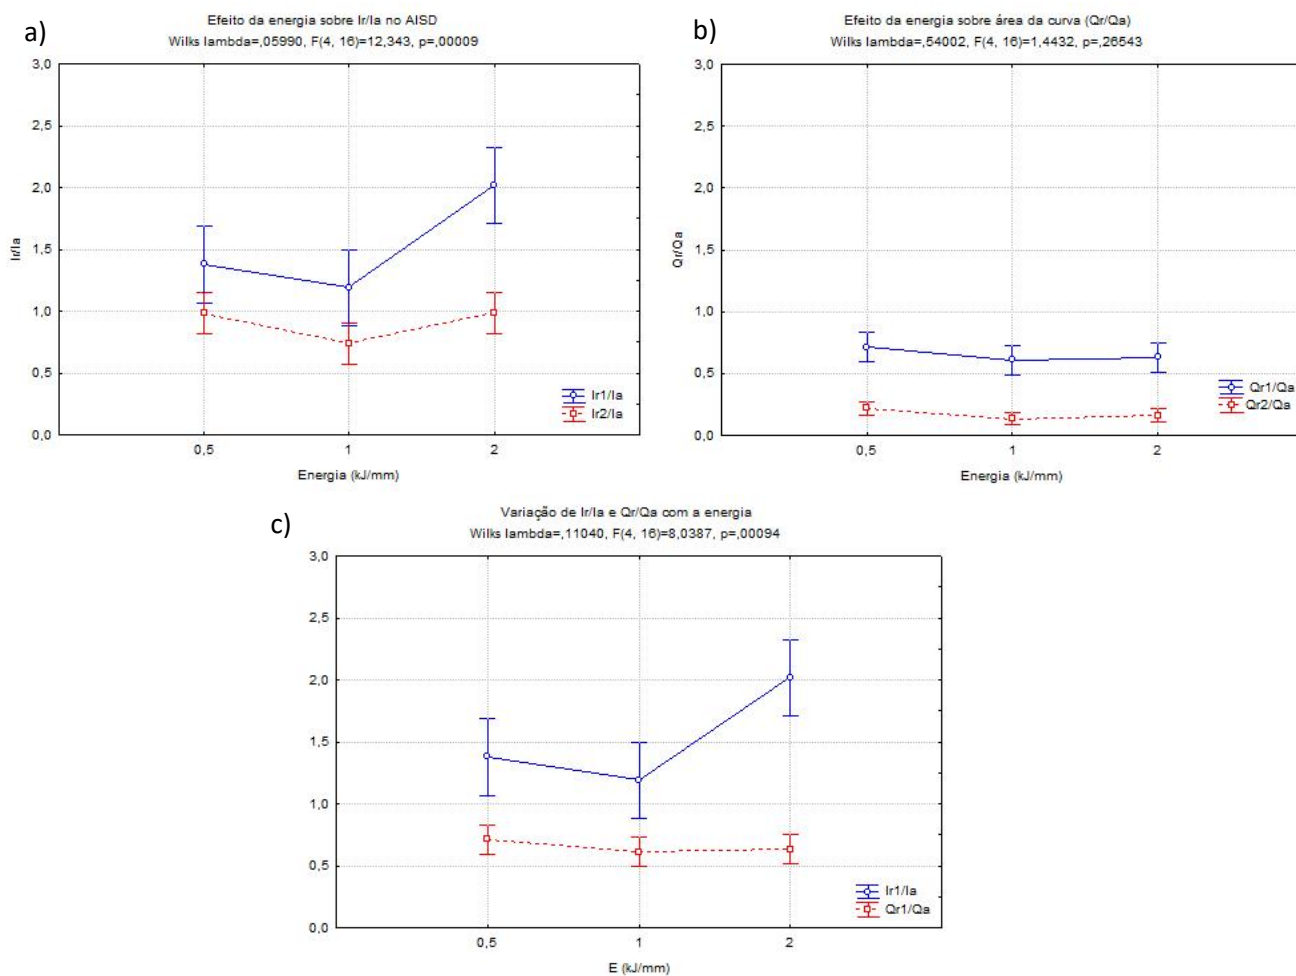 a)
Efeito da energia sobre Ir/Ia no AISD
Wilks lambda=,05990, F(4, 16)=12,343, p=,00009
3,0
2,5
2,0
1,5
1,0
0,5
0,0
Ir/Ia
0,5 1 2
Energia (kJ/mm)
Ir1/Ia
Ir2/Ia
b)
Efeito da energia sobre área da curva (Qr/Qa)
Wilks lambda=,54002, F(4, 16)=1,4432, p=,26543
3,0
2,5
2,0
1,5
1,0
0,5
0,0
Qr/Qa
0,5 1 2
Energia (kJ/mm)
Qr1/Qa
Qr2/Qa
c)
Variação de Ir/Ia e Qr/Qa com a energia
Wilks lambda=,11040, F(4, 16)=8,0387, p=,00094
3,0
2,5
2,0
1,5
1,0
0,5
0,0
0,5 1 2
E (kJ/mm)
Ir1/Ia
Qr1/Qa